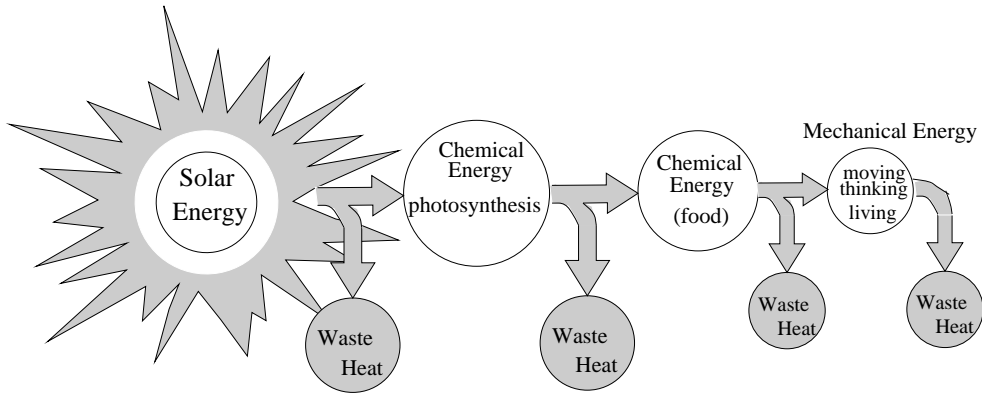 Solar
Energy
Chemical
Energy
photosynthesis
Chemical
Energy
(food)
Mechanical Energy
moving
thinking
living
Waste
Heat
Waste
Heat
Waste
Heat
Waste
Heat